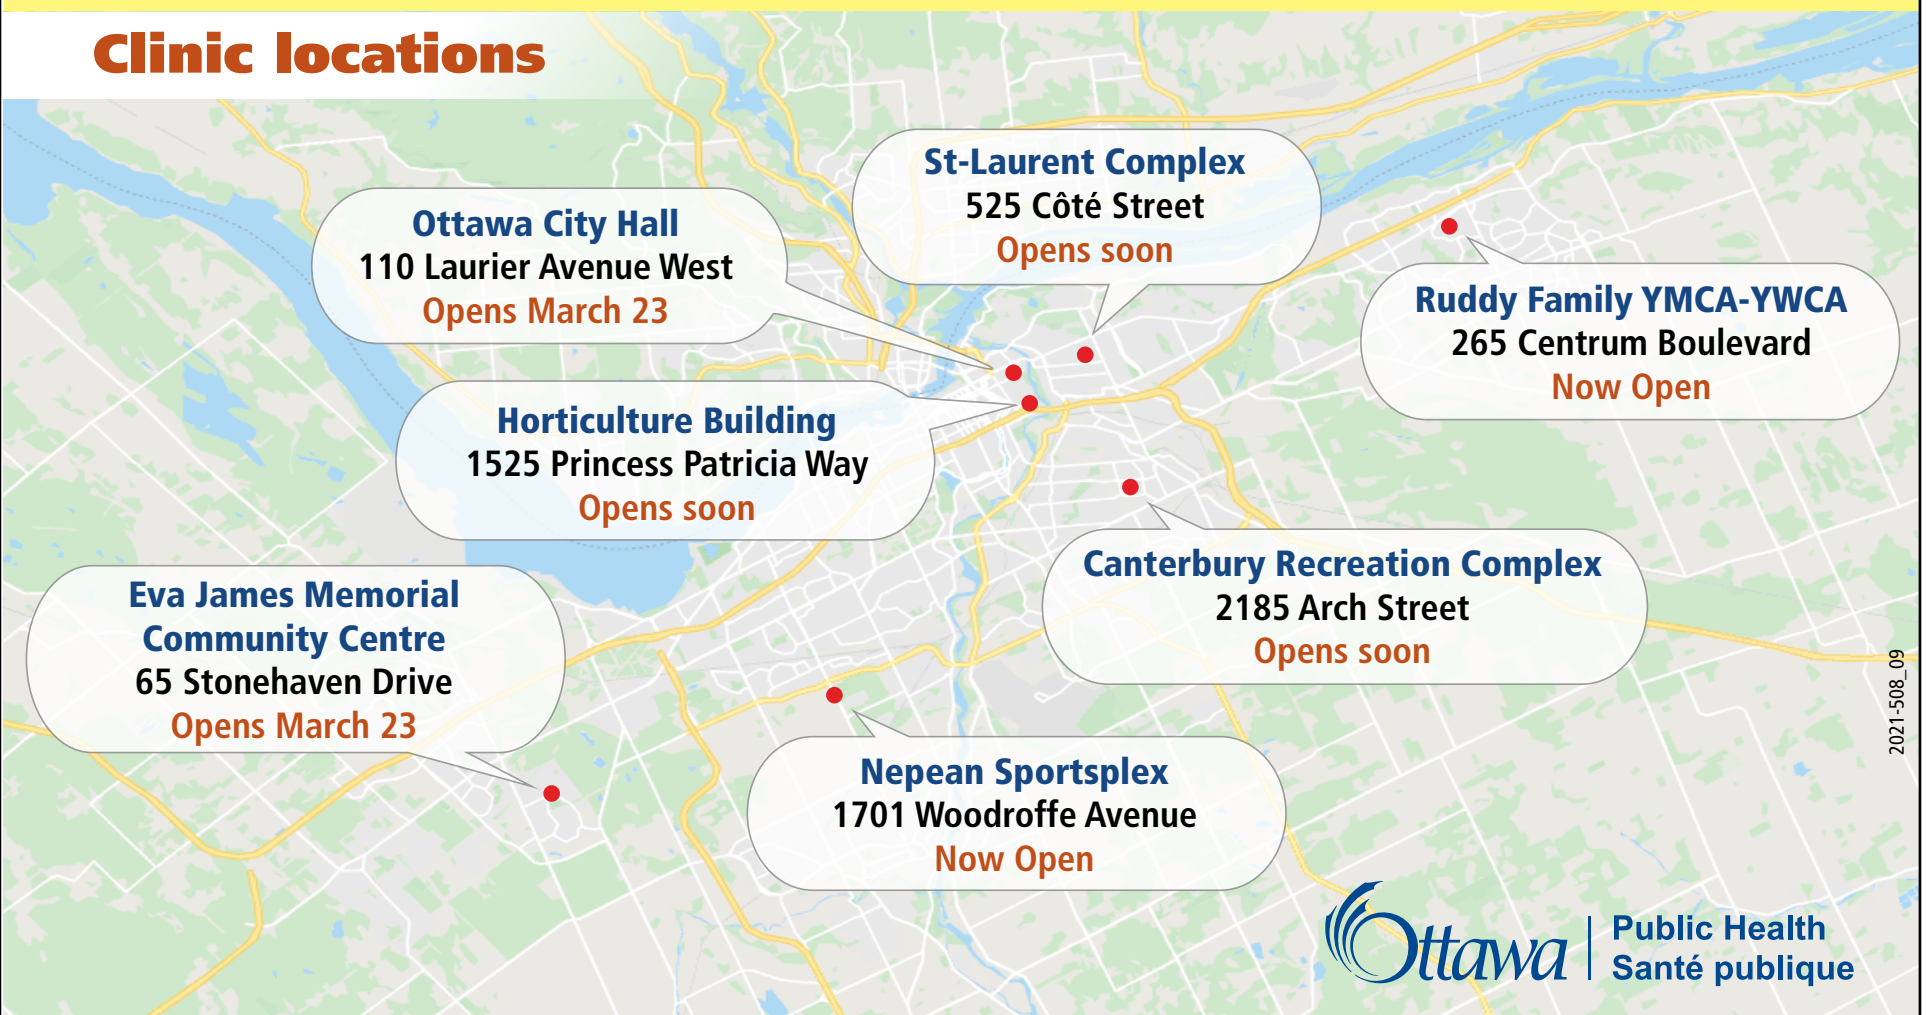 Clinic locations
St-Laurent Complex
525 Côté Street
Opens soon
Ottawa City Hall
110 Laurier Avenue West
Opens March 23
Ruddy Family YMCA-YWCA
265 Centrum Boulevard
Now Open
Horticulture Building
1525 Princess Patricia Way
Opens soon
Canterbury Recreation Complex
2185 Arch Street
Opens soon
Eva James Memorial
Community Centre
65 Stonehaven Drive
Opens March 23
Nepean Sportsplex
1701 Woodroffe Avenue
Now Open
2021-508_09
Ottawa
Public Health
Santé publique